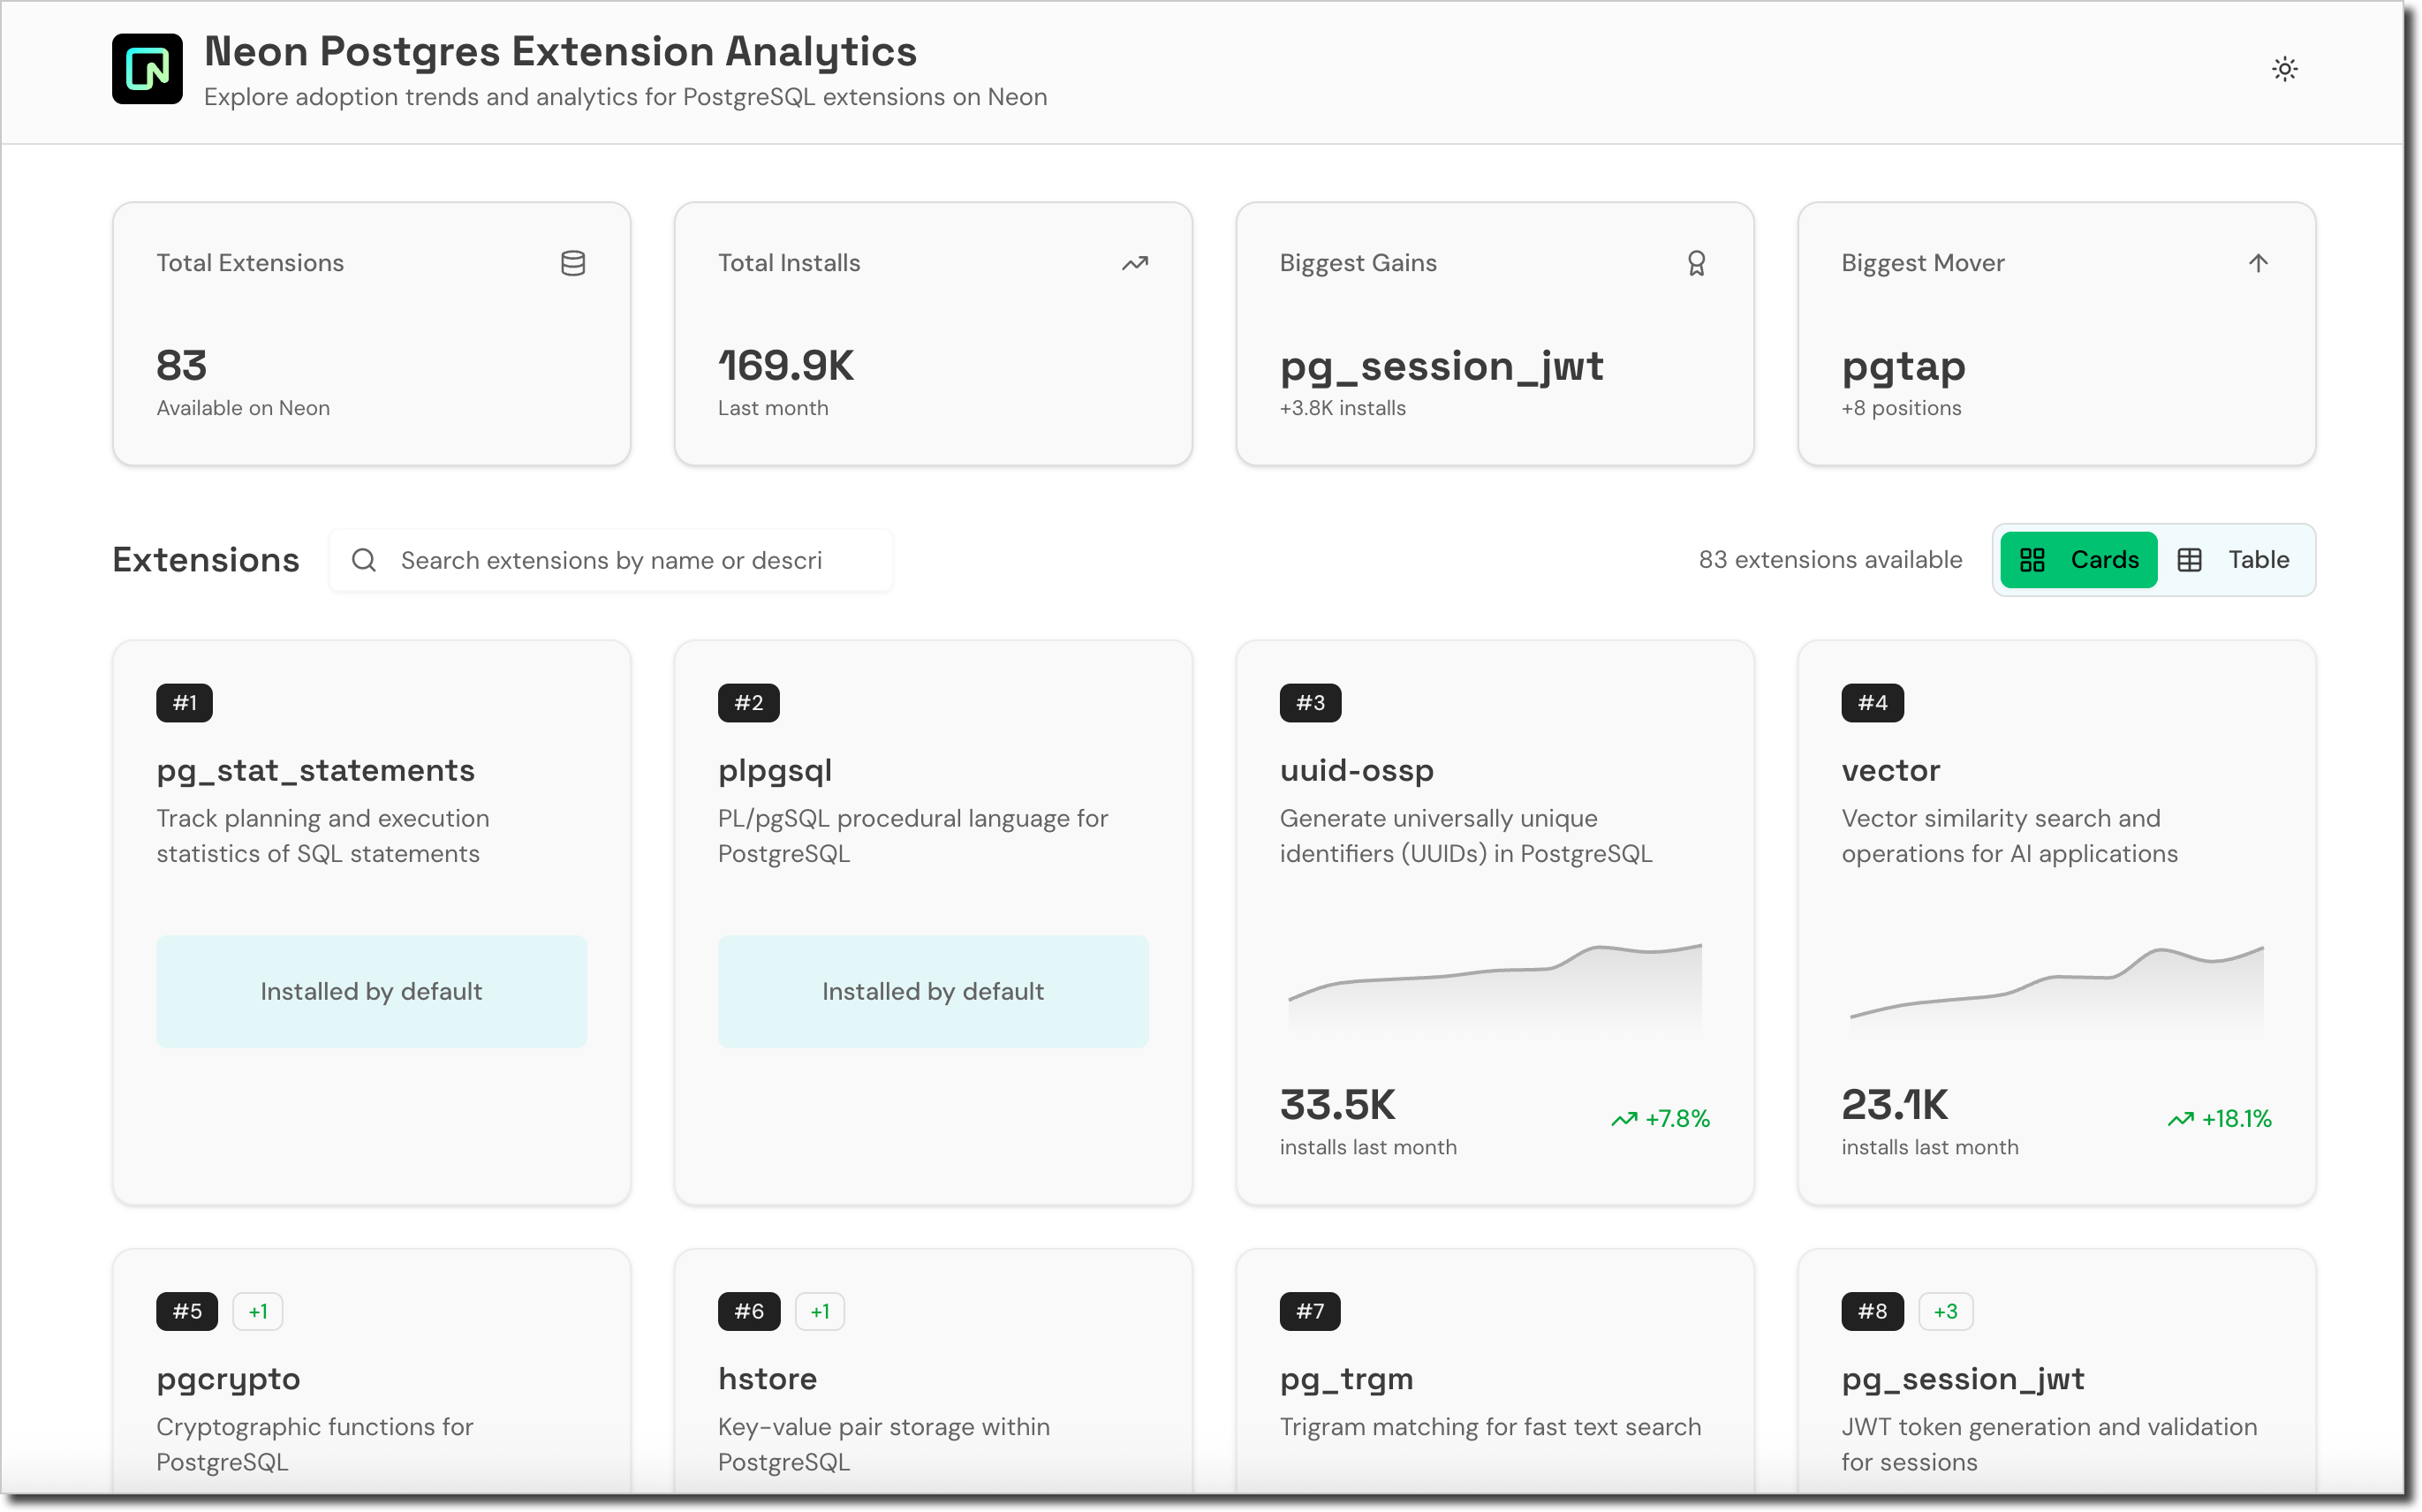 Neon Postgres Extension Analytics
Explore adoption trends and analytics for PostgreSQL extensions on Neon
Total Extensions
83
Available on Neon
Total Installs
169.9K
Last month
Biggest Gains
pg_session_jwt
+3.8K installs
Biggest Mover
pgtap
+8 positions
Extensions
Search extensions by name or descri
83 extensions available
Cards
Table
#1
pg_stat_statements
Track planning and execution
statistics of SQL statements
Installed by default
#2
plpgsql
PL/pgSQL procedural language for
PostgreSQL
Installed by default
#3
uuid-ossp
Generate universally unique
identifiers (UUIDs) in PostgreSQL
33.5K
+7.8%
installs last month
#4
vector
Vector similarity search and
operations for AI applications
23.1K
+18.1%
installs last month
#5 +1
pgcrypto
Cryptographic functions for
PostgreSQL
#6 +1
hstore
Key-value pair storage within
PostgreSQL
#7
pg_trgm
Trigram matching for fast text search
#8 +3
pg_session_jwt
JWT token generation and validation
for sessions